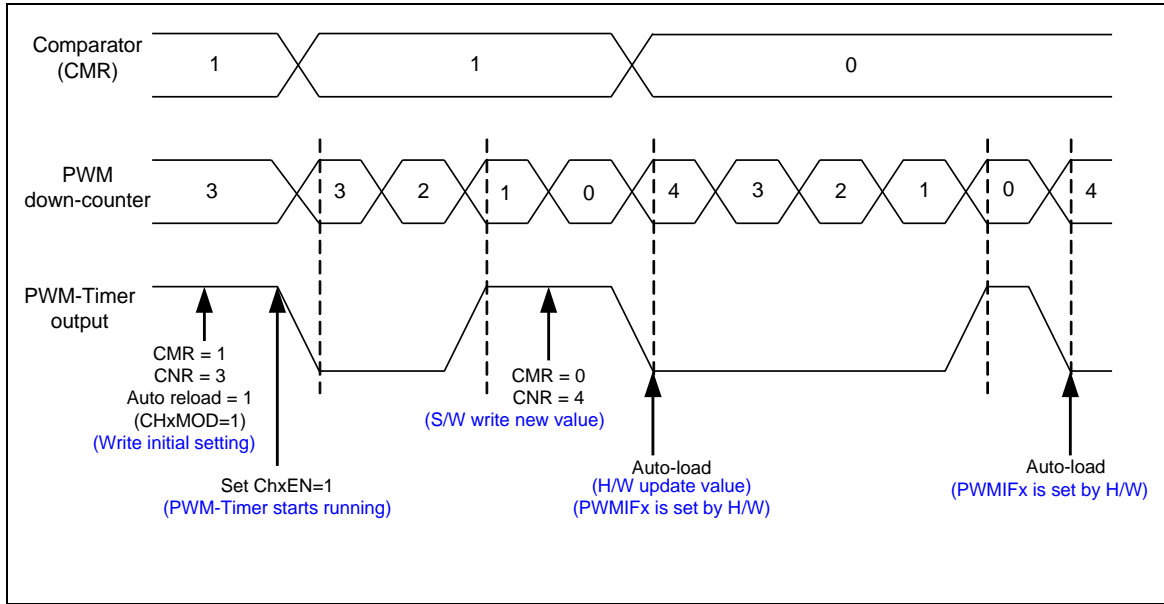 Comparator
(CMR)
1
1
0
PWM
down-counter
3
3
2
1
0
4
3
2
1
0
4
PWM-Timer
output
CMR = 1
CNR = 3
Auto reload = 1
(CHxMOD=1)
(Write initial setting)
Set ChxEN=1
(PWM-Timer starts running)
CMR = 0
CNR = 4
(S/W write new value)
Auto-load
(H/W update value)
(PWMIFx is set by H/W)
Auto-load
(PWMIFx is set by H/W)